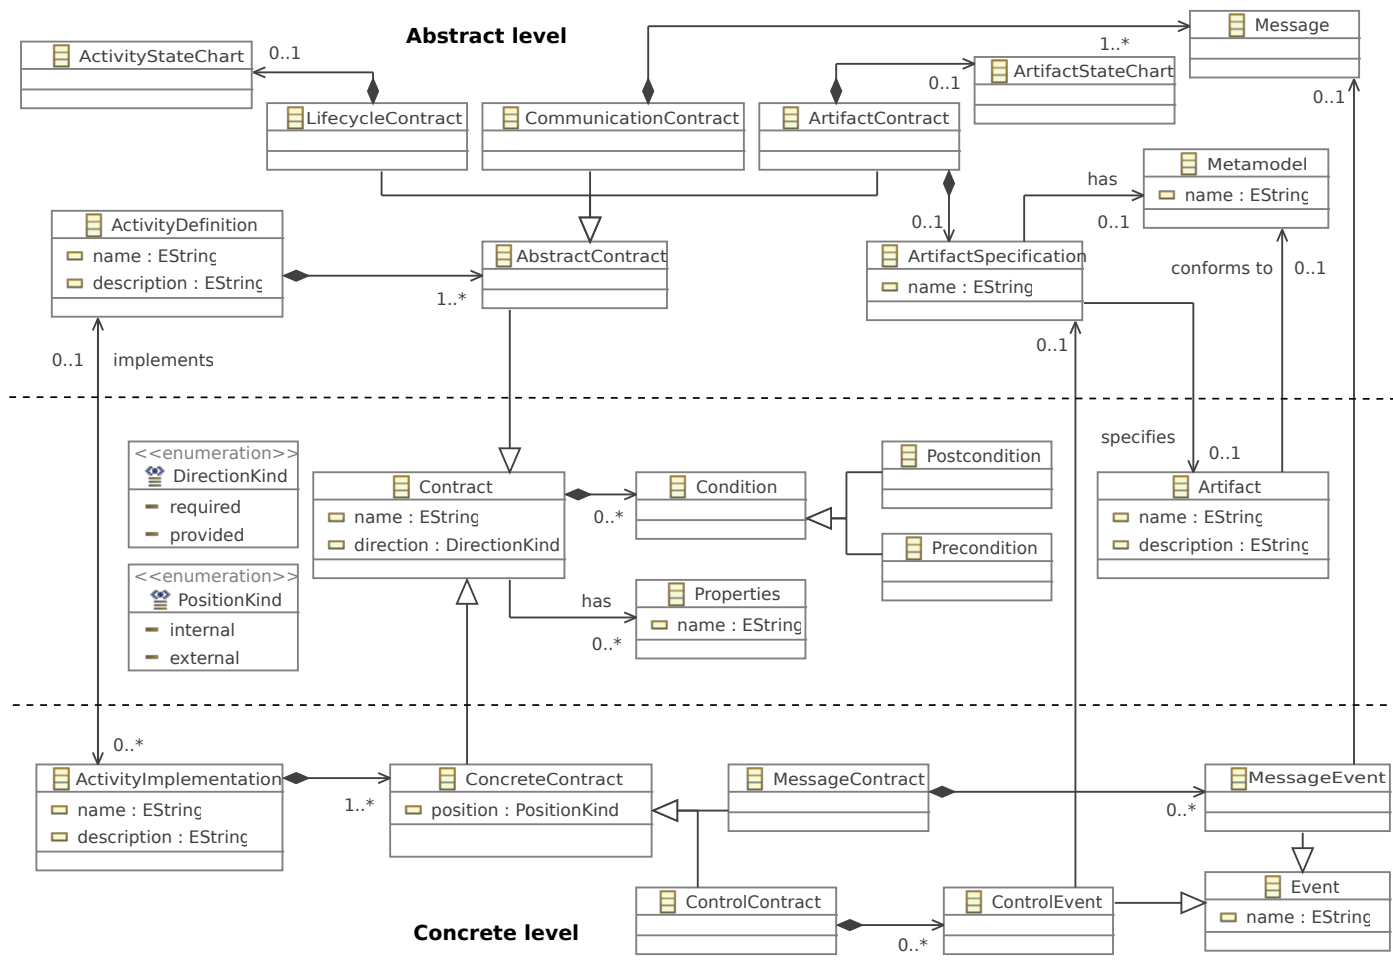 Abstract level
Message
ActivityStateChart
0..1
1..*
ArtifactStateChart
0..1
0..1
LifecycleContract
CommunicationContract
ArtifactContract
Metamodel
name : EString
has
0..1
0..1
ActivityDefinition
name : EString
description : EString
AbstractContract
1..*
ArtifactSpecification
name : EString
conforms to
0..1
0..1
implements
0..1
specifies
0..1
<<enumeration>>
DirectionKind
required
provided
Contract
name : EString
direction : DirectionKind
Condition
0..*
Postcondition
Precondition
Artifact
name : EString
description : EString
<<enumeration>>
PositionKind
internal
external
has
0..*
Properties
name : EString
0..*
ActivityImplementation
name : EString
description : EString
1..*
ConcreteContract
position : PositionKind
MessageContract
0..*
MessageEvent
ControlContract
0..*
ControlEvent
Event
name : EString
Concrete level